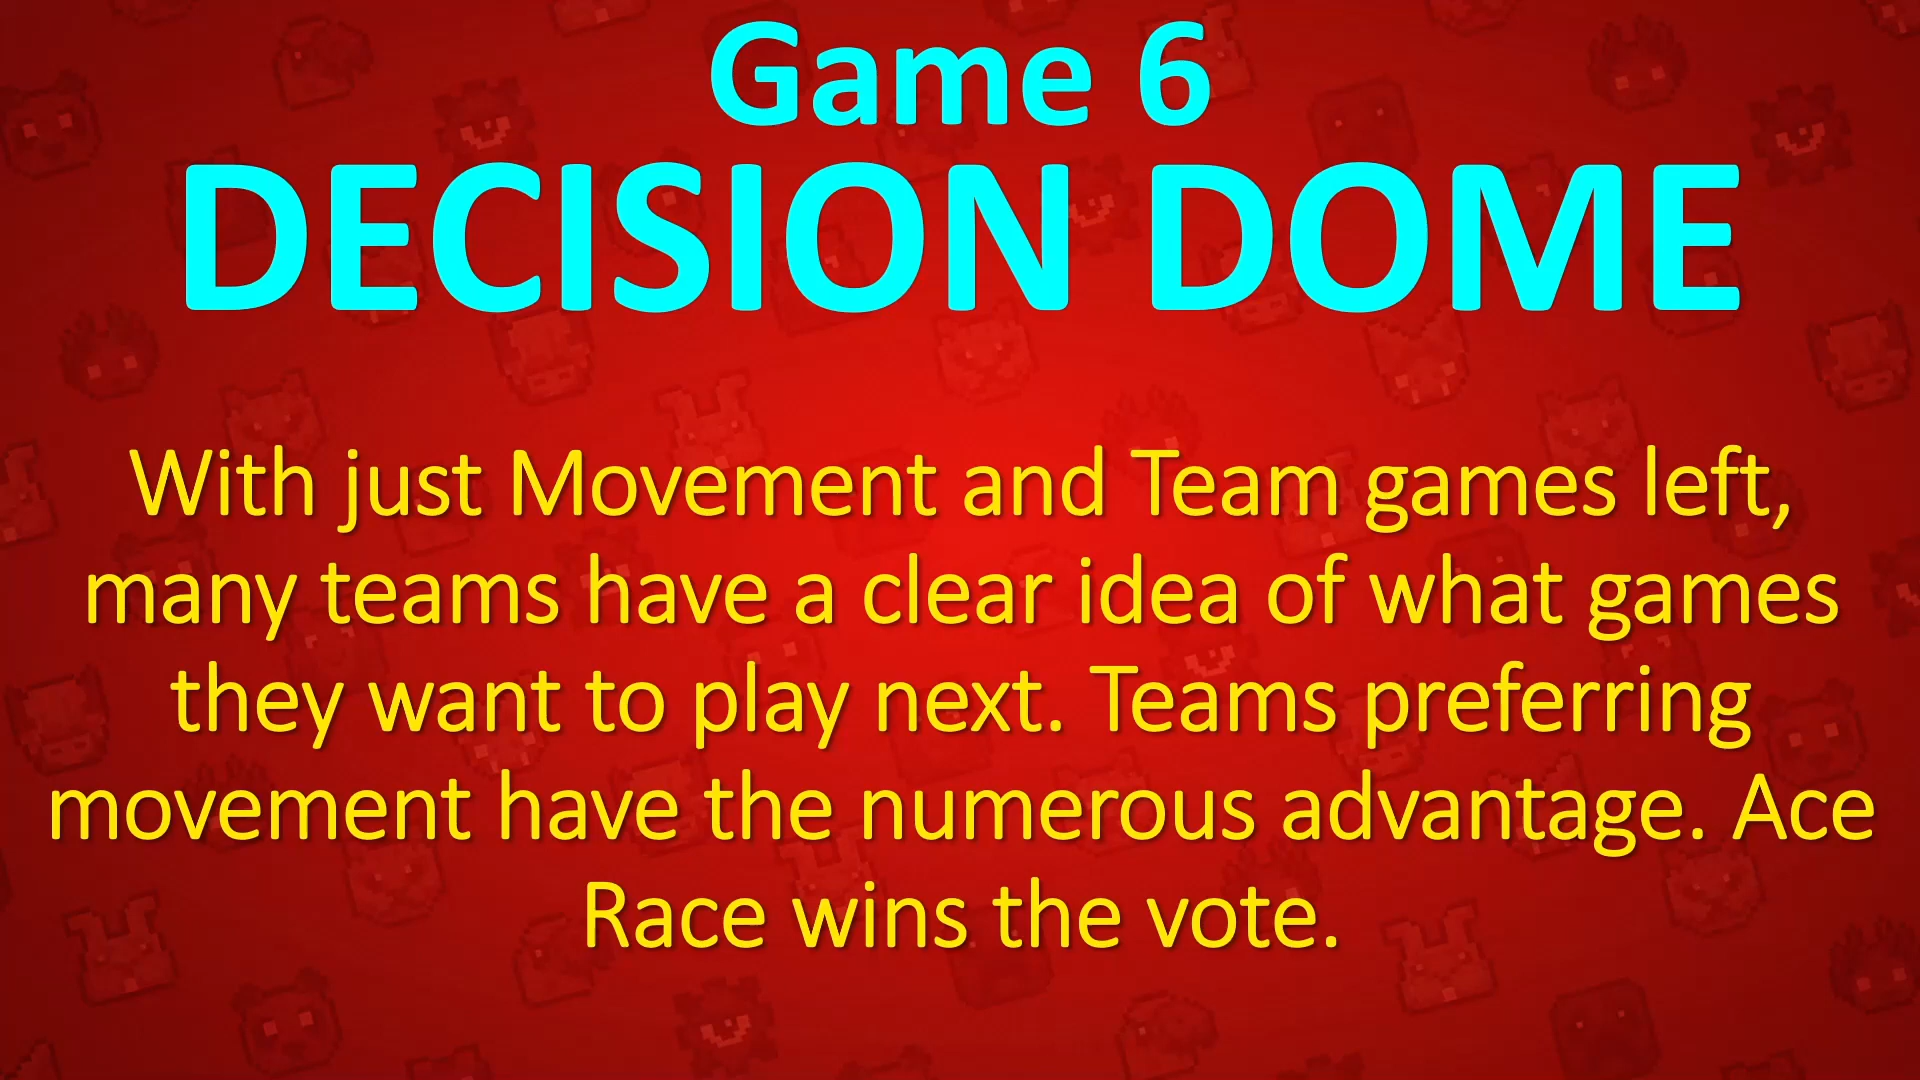 Game 6
DECISION DOME
With just Movement and Team games left,
many teams have a clear idea of what games
they want to play next. Teams preferring
movement have the numerous advantage. Ace
Race wins the vote.